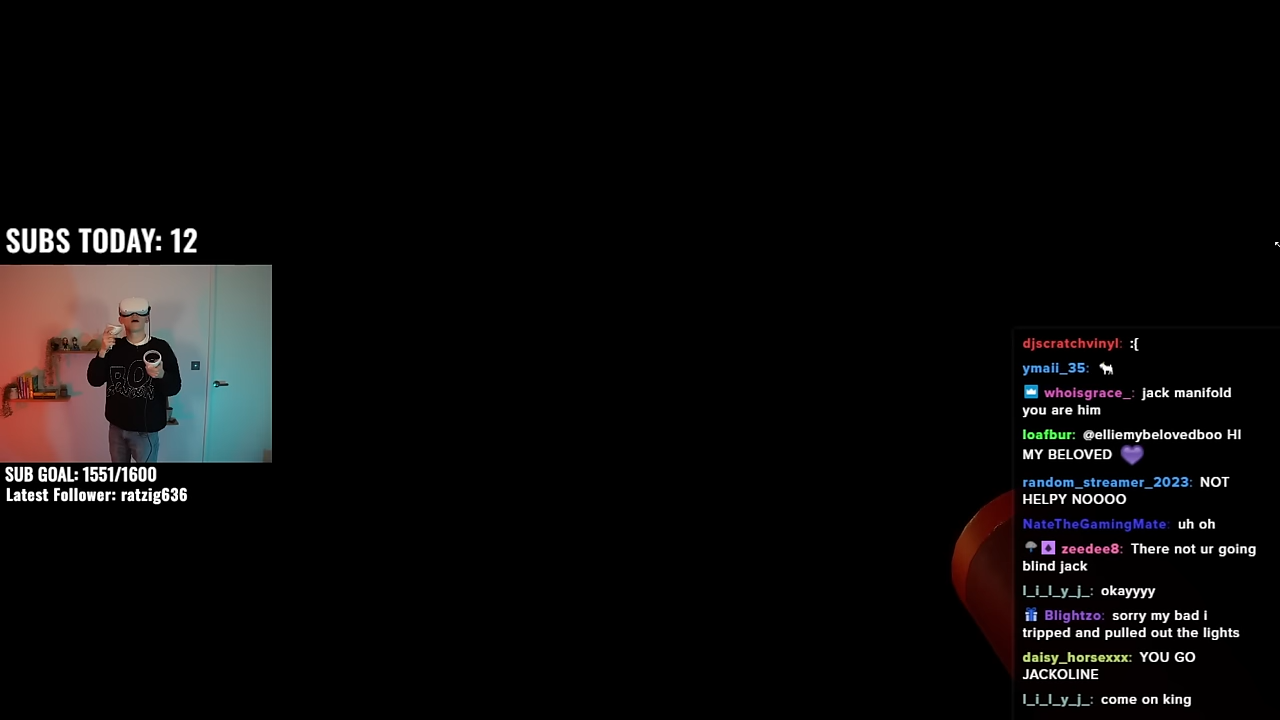 SUBS TODAY: 12
SUB GOAL: 1551/1600
Latest Follower: ratzig636
djscratchvinyl: :[
ymaii_35:
whoisgrace_: jack manifold
you are him
loafbur: @elliemybelovedboo HI
MY BELOVED
random_streamer_2023: NOT
HELPY NOOOO
NateTheGamingMate: uh oh
zeedee8: There not ur going
blind jack
l_i_l_y_j_: okayyyy
Blightzo: sorry my bad i
tripped and pulled out the lights
daisy_horsexxx: YOU GO
JACKOLINE
l_i_l_y_j_: come on king